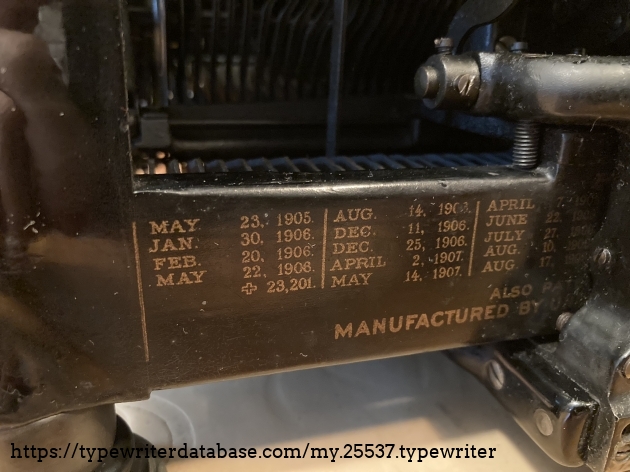 MAY 23, 1905.
JAN. 30, 1906.
FEB. 20, 1906.
MAY 22, 1906.
✢ 23,201.
AUG. 14, 1906.
DEC. 11, 1906.
DEC. 25, 1906.
APRIL 2, 1907.
MAY 14, 1907.
APRIL
JUNE
JULY
AUG.
AUG.
ALSO
MANUFACTURED BY
https://typewriterdatabase.com/my.25537.typewriter